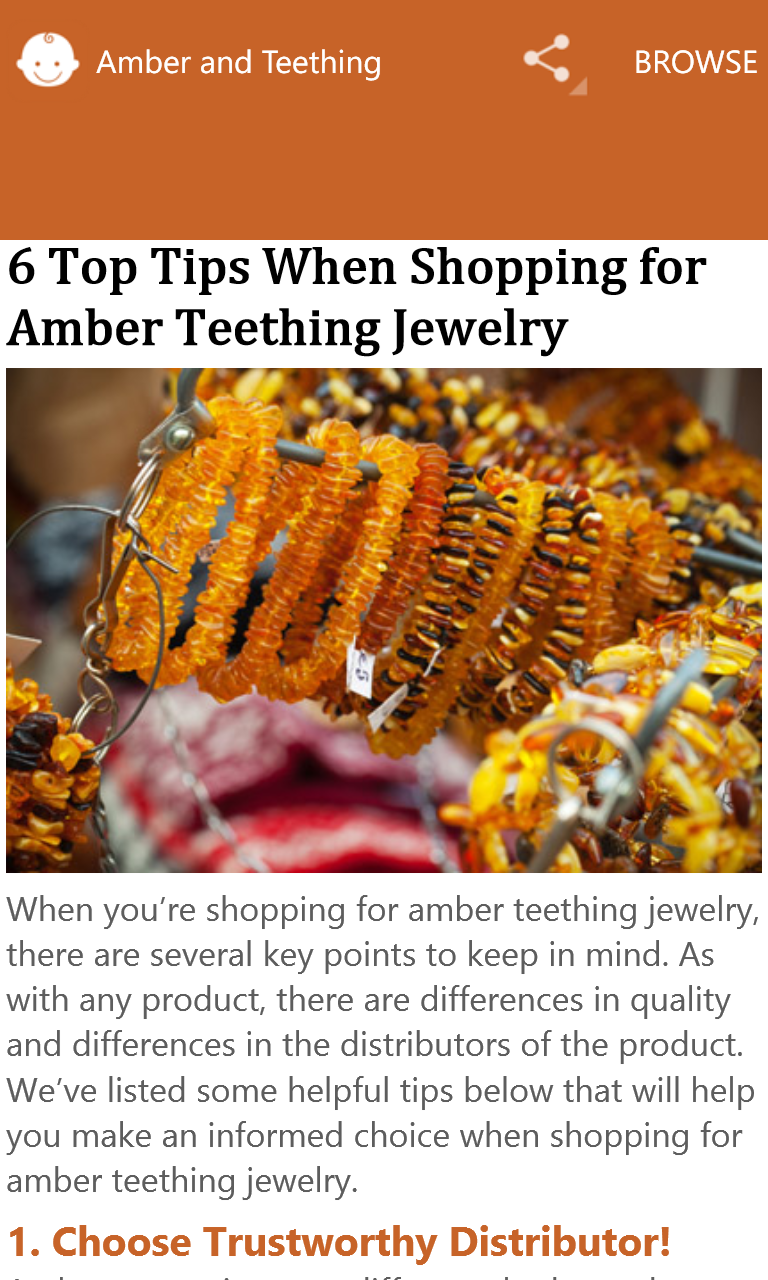 Amber and Teething
BROWSE
6 Top Tips When Shopping for
Amber Teething Jewelry
When you’re shopping for amber teething jewelry,
there are several key points to keep in mind. As
with any product, there are differences in quality
and differences in the distributors of the product.
We’ve listed some helpful tips below that will help
you make an informed choice when shopping for
amber teething jewelry.
1. Choose Trustworthy Distributor!